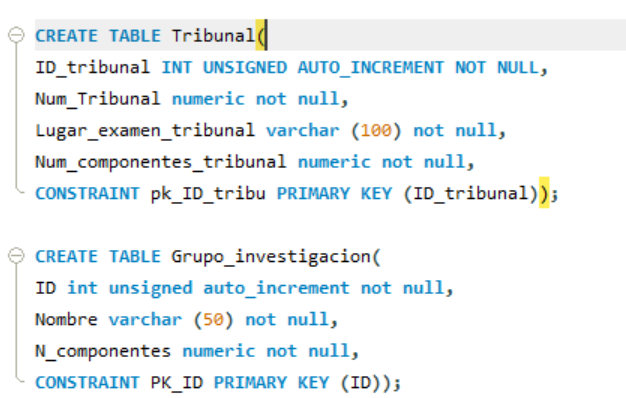 CREATE TABLE Tribunal(
ID_tribunal INT UNSIGNED AUTO_INCREMENT NOT NULL,
Num_Tribunal numeric not null,
Lugar_examen_tribunal varchar (100) not null,
Num_componentes_tribunal numeric not null,
CONSTRAINT pk_ID_tribu PRIMARY KEY (ID_tribunal));
CREATE TABLE Grupo_investigacion(
ID int unsigned auto_increment not null,
Nombre varchar (50) not null,
N_componentes numeric not null,
CONSTRAINT PK_ID PRIMARY KEY (ID));